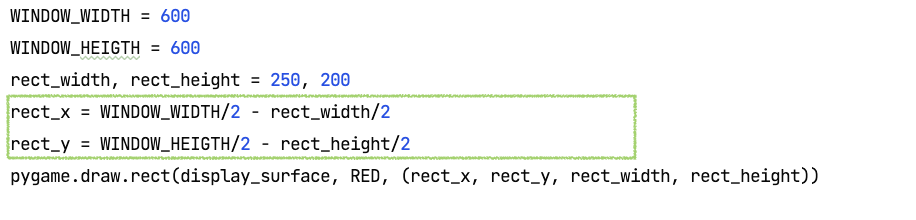 WINDOW_WIDTH = 600
WINDOW_HEIGTH = 600
rect_width, rect_height = 250, 200
rect_x = WINDOW_WIDTH/2 - rect_width/2
rect_y = WINDOW_HEIGTH/2 - rect_height/2
pygame.draw.rect(display_surface, RED, (rect_x, rect_y, rect_width, rect_height))